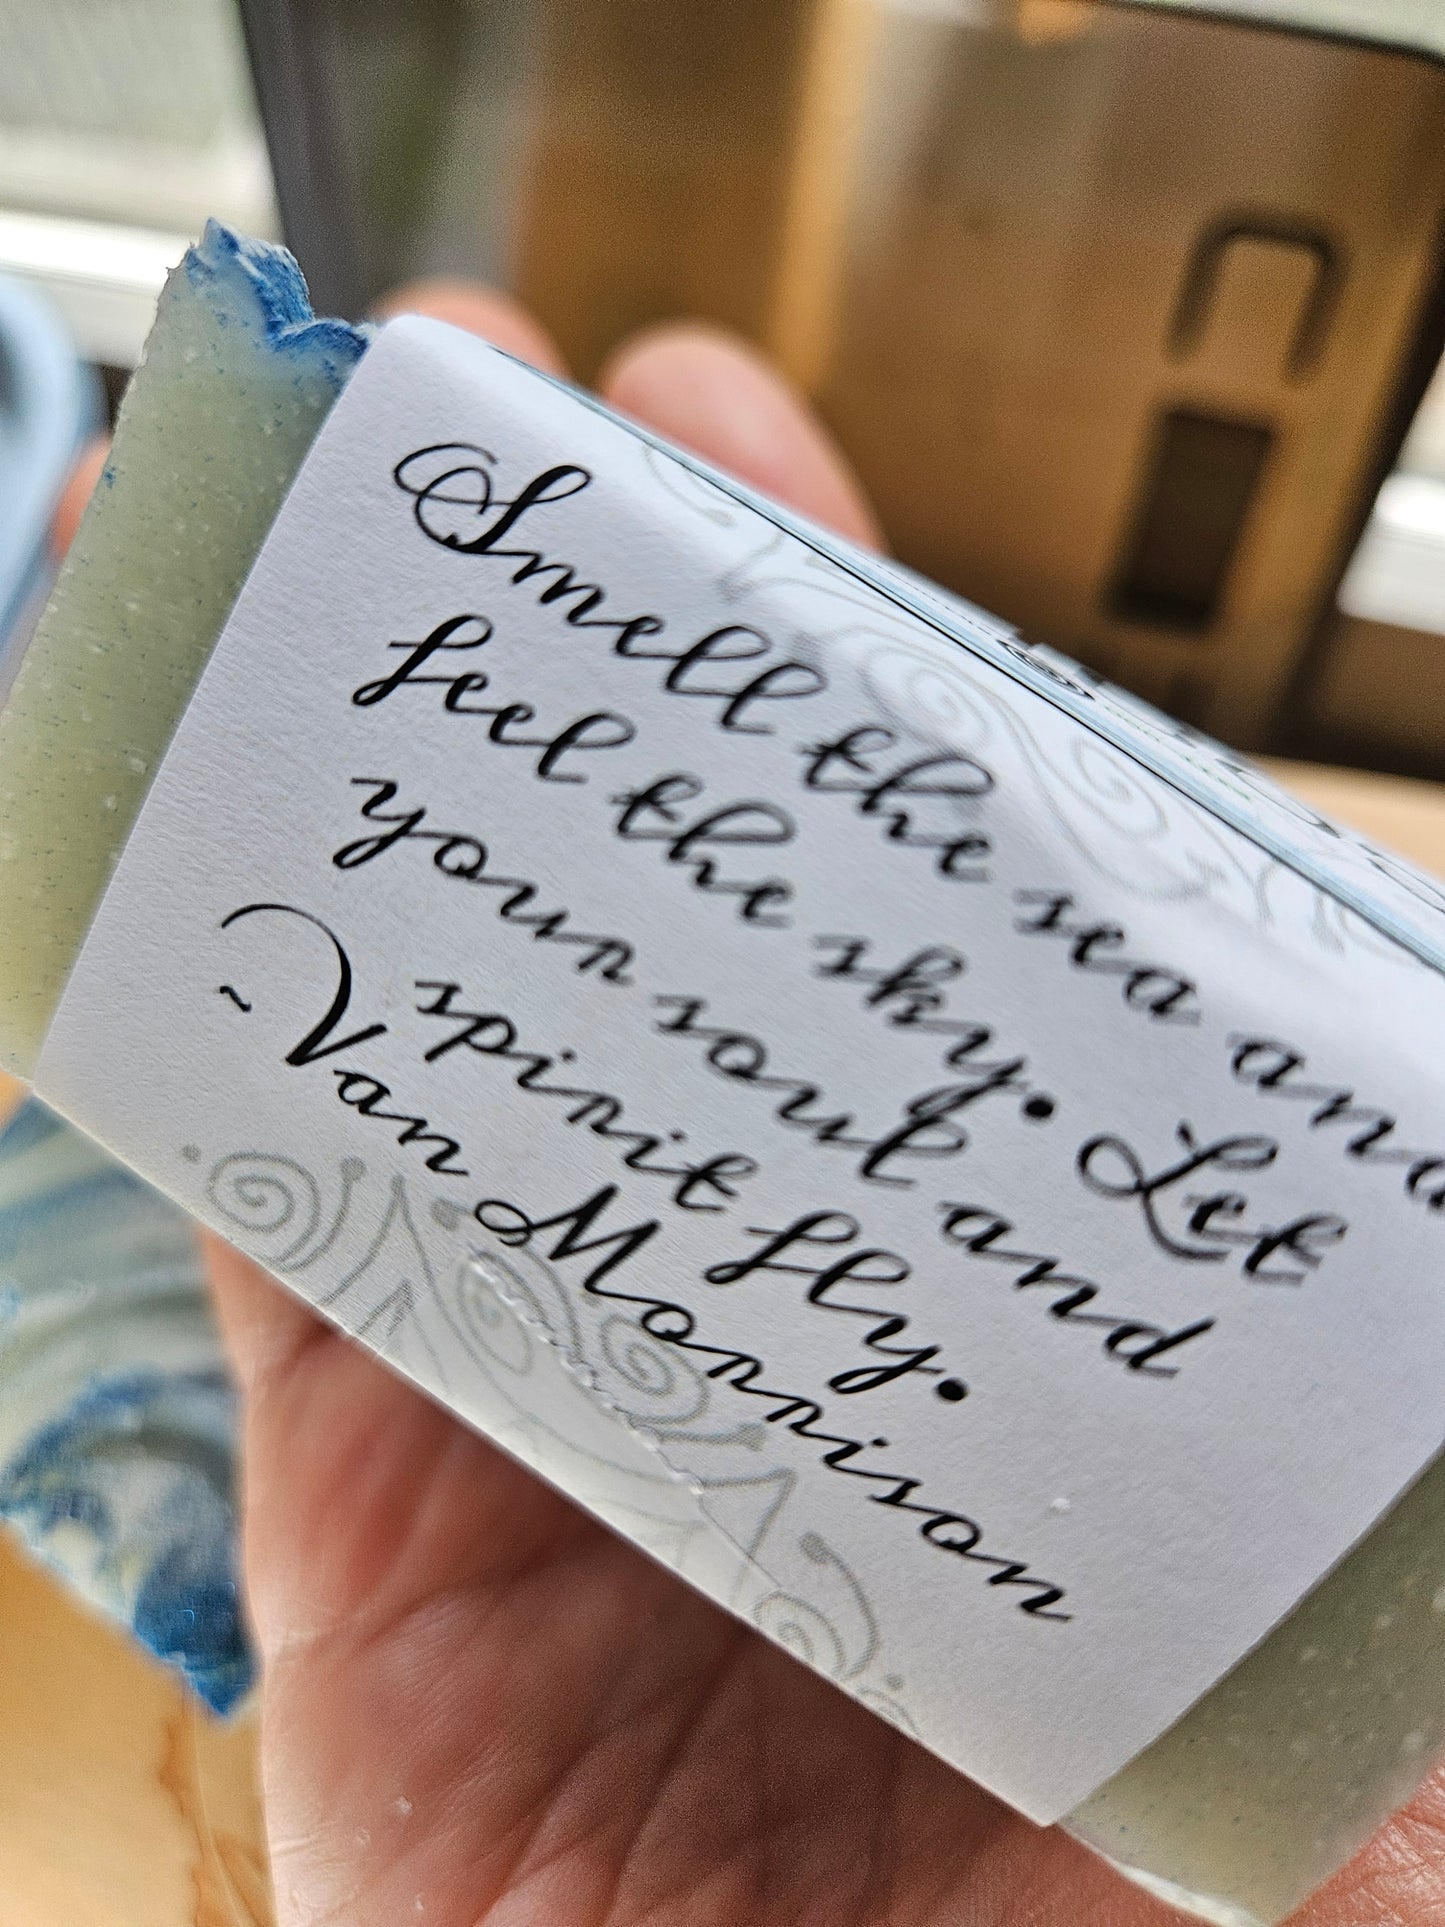 Smell the sea and
feel the sky. Let
your soul and
spirit fly.
~Van Morrison